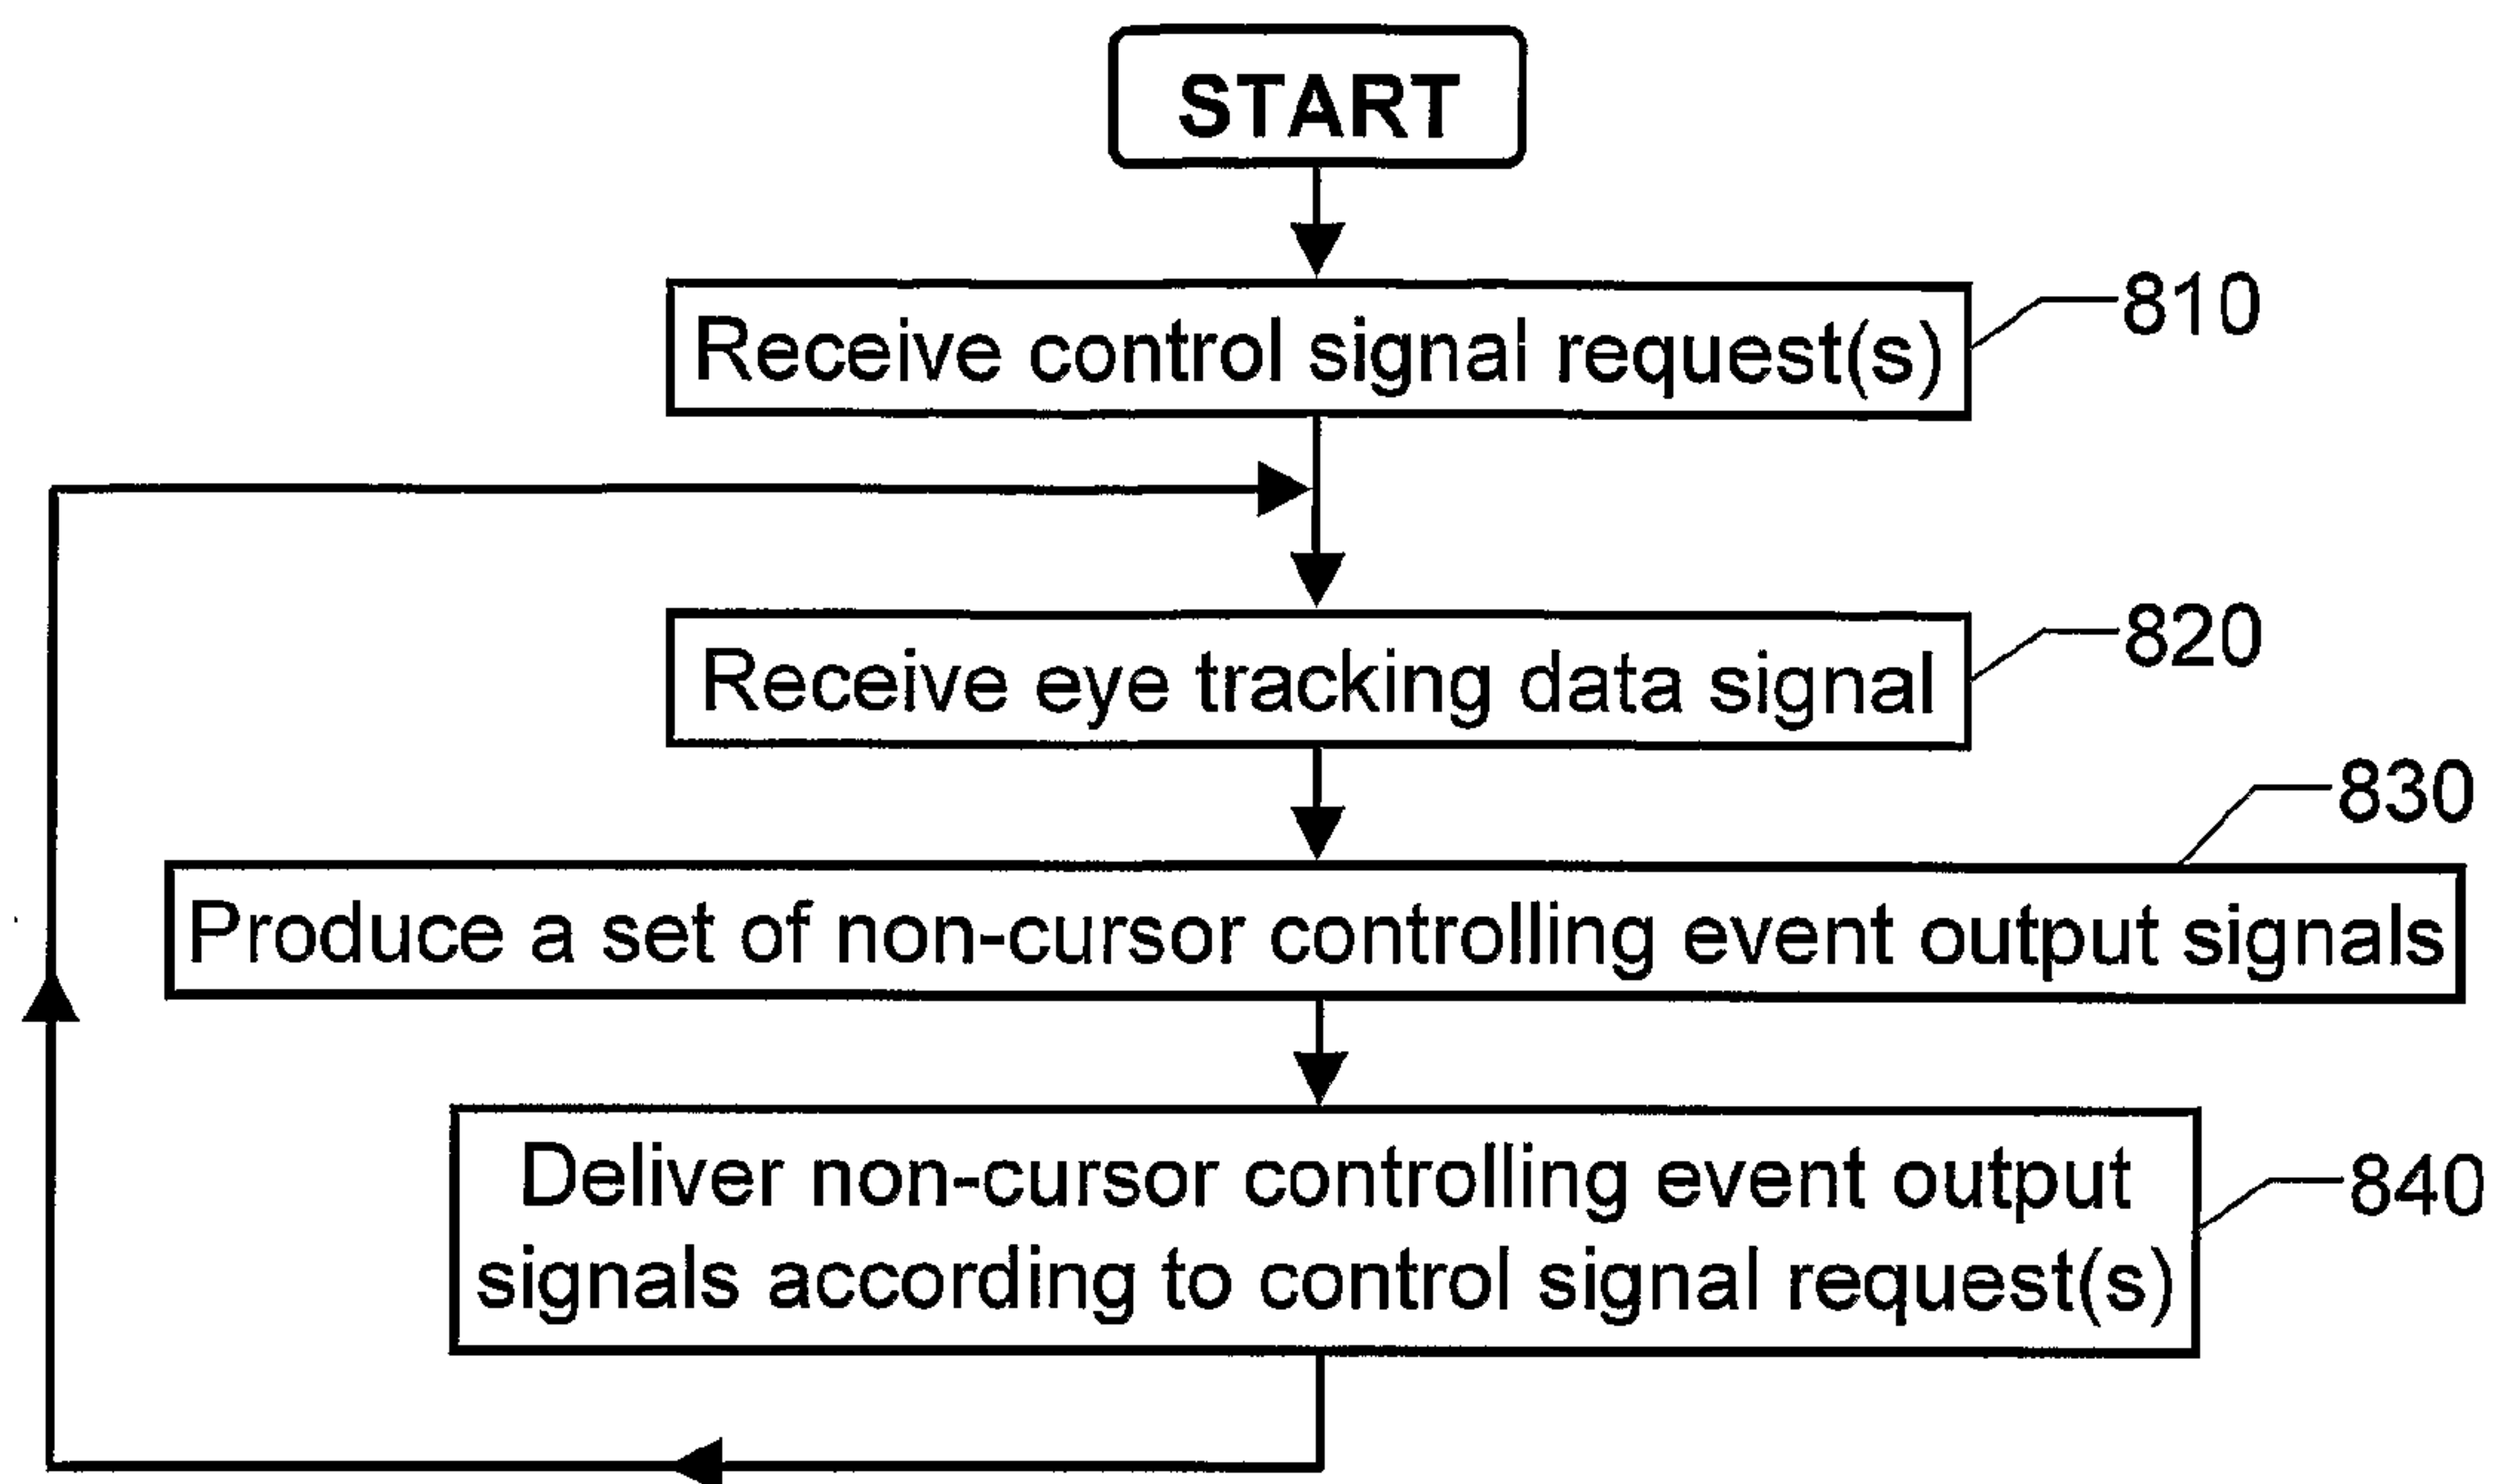 START
Receive control signal request(s)
810
Receive eye tracking data signal
820
830
Produce a set of non-cursor controlling event output signals
Deliver non-cursor controlling event output
signals according to control signal request(s)
840